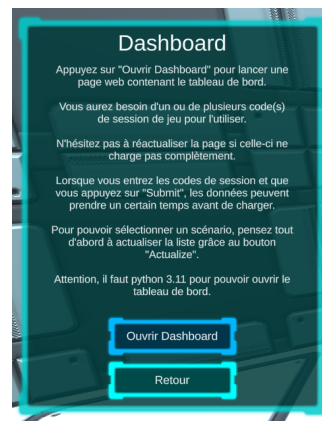 Dashboard
Appuyez sur "Ouvrir Dashboard" pour lancer une
page web contenant le tableau de bord.
Vous aurez besoin d'un ou de plusieurs code(s)
de session de jeu pour l'utiliser.
N'hésitez pas à réactualiser la page si celle-ci ne
charge pas complètement.
Lorsque vous entrez les codes de session et que
vous appuyez sur "Submit", les données peuvent
prendre un certain temps avant de charger.
Pour pouvoir sélectionner un scénario, pensez tout
d'abord à actualiser la liste grâce au bouton
"Actualize".
Attention, il faut python 3.11 pour pouvoir ouvrir le
tableau de bord.
Ouvrir Dashboard
Retour